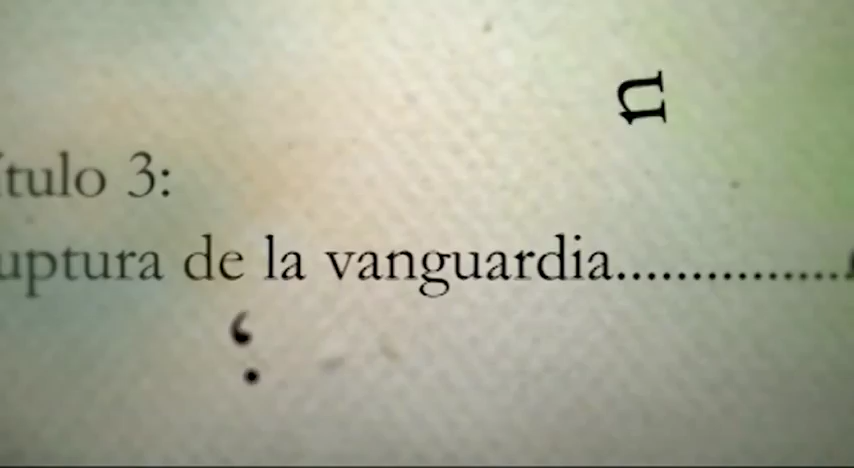 n
ítulo 3:
uptura de la vanguardia...............